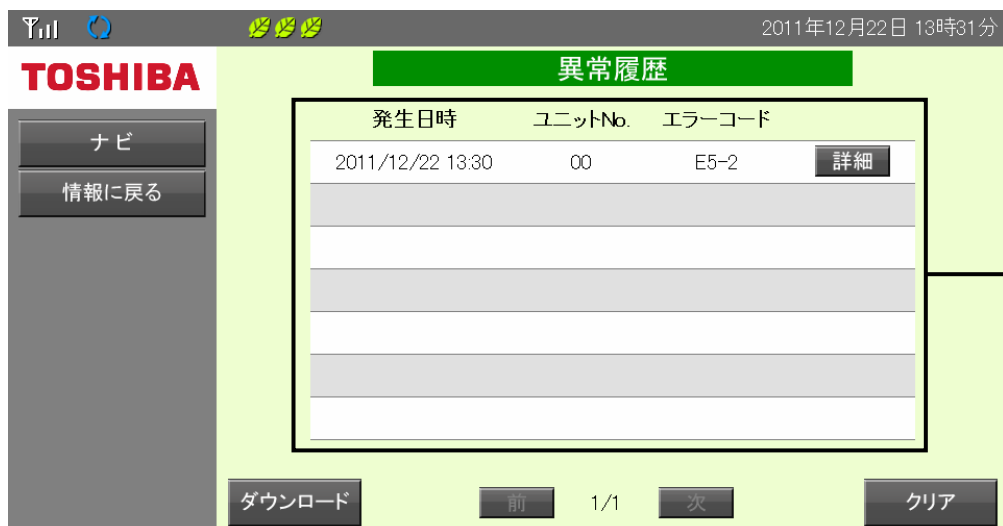 2011年12月22日 13時31分
TOSHIBA
異常履歴
ナビ
情報に戻る
発生日時 ユニットNo. エラーコード
2011/12/22 13:30 00 E5-2 詳細
ダウンロード 前 1/1 次 クリア